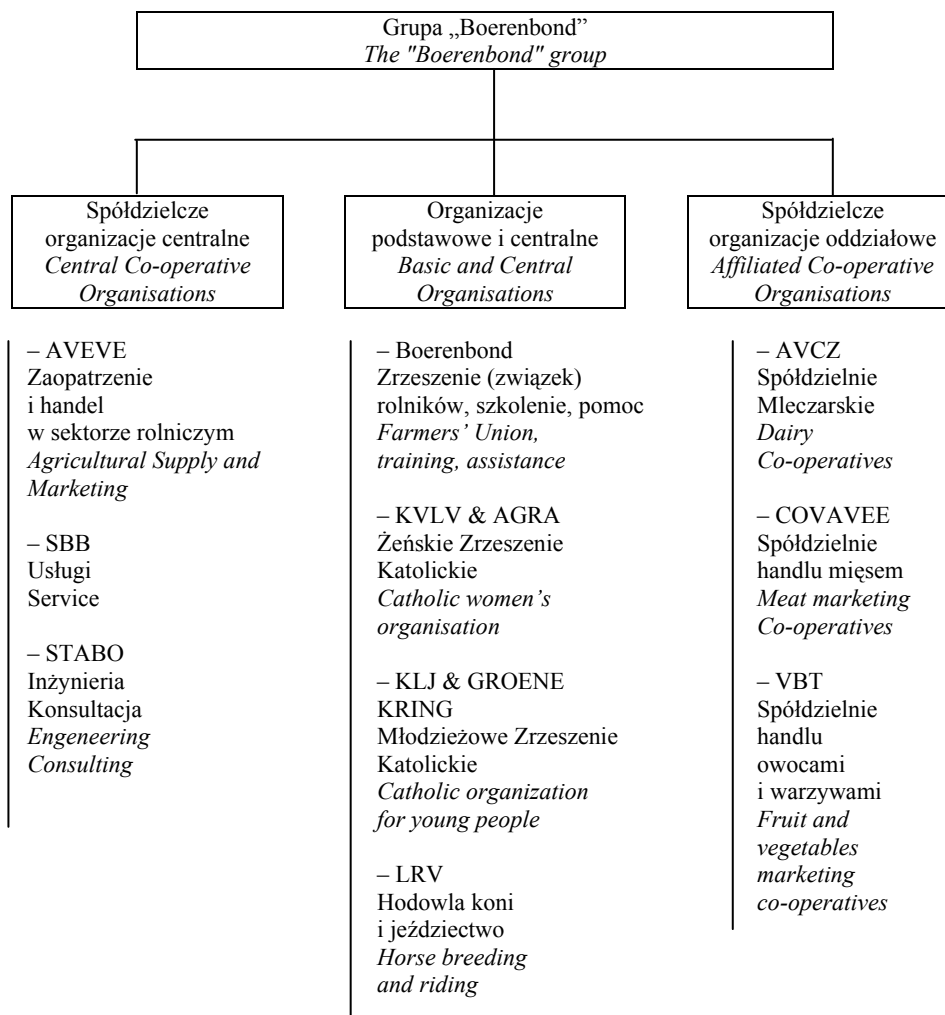 Grupa „Boerenbond”
The "Boerenbond" group
Spółdzielcze
organizacje centralne
Central Co-operative
Organisations
Organizacje
podstawowe i centralne
Basic and Central
Organisations
Spółdzielcze
organizacje oddziałowe
Affiliated Co-operative
Organisations
– AVEVE
Zaopatrzenie
i handel
w sektorze rolniczym
Agricultural Supply and
Marketing
– SBB
Usługi
Service
– STABO
Inżynieria
Konsultacja
Engeneering
Consulting
– Boerenbond
Zrzeszenie (związek)
rolników, szkolenie, pomoc
Farmers’ Union,
training, assistance
– KVLV & AGRA
Żeńskie Zrzeszenie
Katolickie
Catholic women’s
organisation
– KLJ & GROENE
KRING
Młodzieżowe Zrzeszenie
Katolickie
Catholic organization
for young people
– LRV
Hodowla koni
i jeździectwo
Horse breeding
and riding
– AVCZ
Spółdzielnie
Mleczarskie
Dairy
Co-operatives
– COVAVEE
Spółdzielnie
handlu mięsem
Meat marketing
Co-operatives
– VBT
Spółdzielnie
handlu
owocami
i warzywami
Fruit and
vegetables
marketing
co-operatives